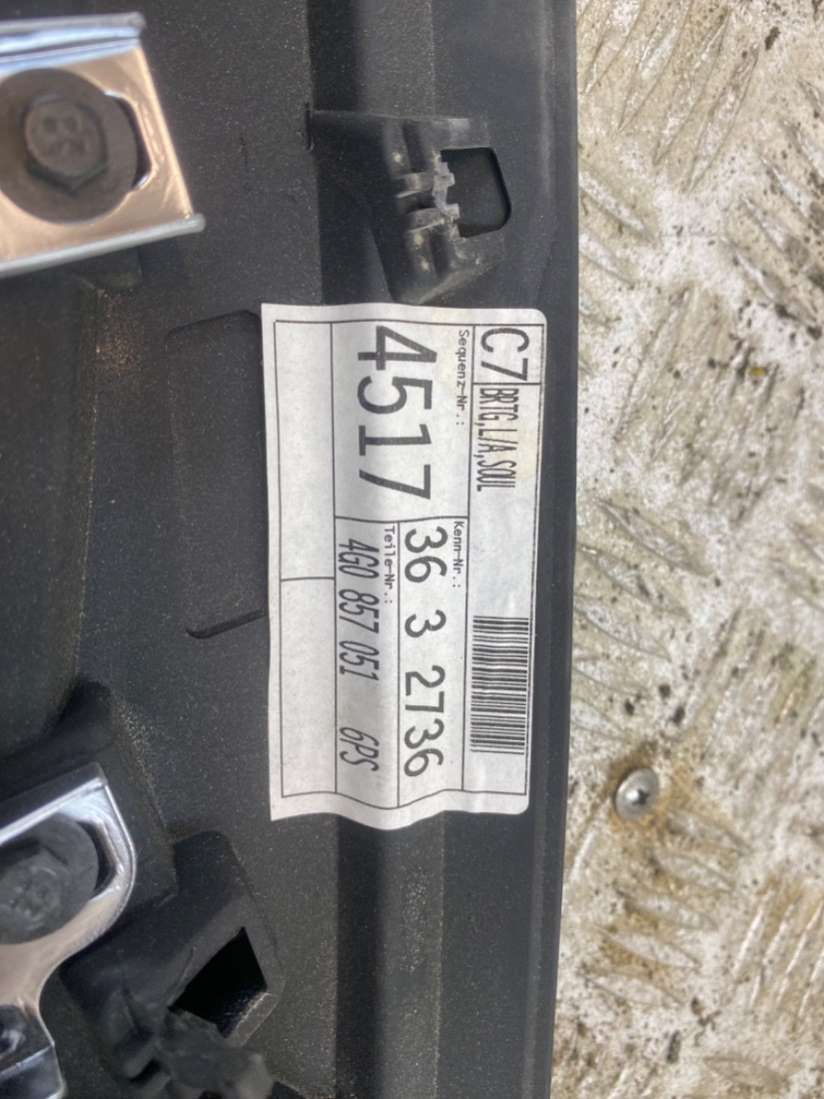 C7 BRTG,L/A,SOUL
Sequenz-Nr.:
4517
Kenn-Nr.:
36 3 2736
Teile-Nr.:
4G0 857 051 6PS